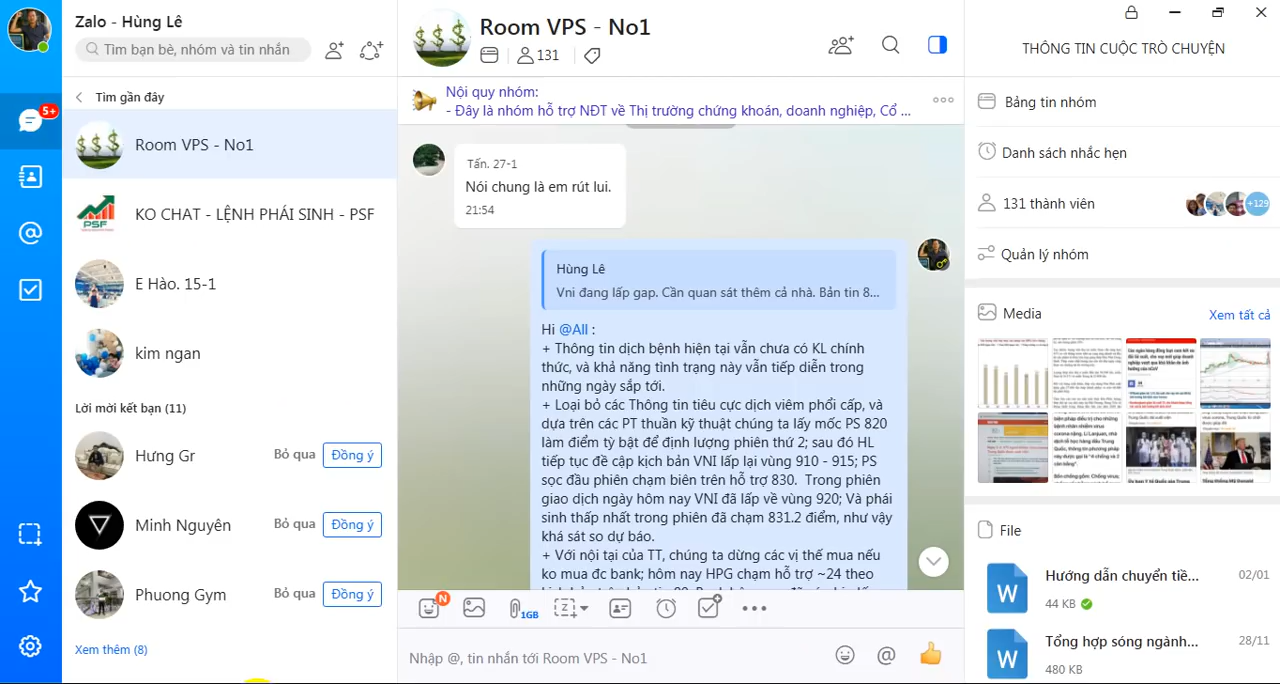 Zalo - Hùng Lê
Tìm bạn bè, nhóm và tin nhắn
5+
Tìm gần đây
Room VPS - No1
KO CHAT - LỆNH PHÁI SINH - PSF
PSF
E Hào. 15-1
kim ngan
Lời mời kết bạn (11)
Hưng Gr
Bỏ qua
Đồng ý
Minh Nguyên
Bỏ qua
Đồng ý
Phuong Gym
Bỏ qua
Đồng ý
Xem thêm (8)
Room VPS - No1
131
Nội quy nhóm:
- Đây là nhóm hỗ trợ NĐT về Thị trường chứng khoán, doanh nghiệp, Cổ ...
Tấn. 27-1
Nói chung là em rút lui.
21:54
Hùng Lê
Vni đang lấp gap. Cần quan sát thêm cả nhà. Bản tin 8...
Hi @All :
+ Thông tin dịch bệnh hiện tại vẫn chưa có KL chính
thức, và khả năng tình trạng này vẫn tiếp diễn trong
những ngày sắp tới.
+ Loại bỏ các Thông tin tiêu cực dịch viêm phổi cấp, và
dựa trên các PT thuần kỹ thuật chúng ta lấy mốc PS 820
làm điểm tỳ bật để định lượng phiên thứ 2; sau đó HL
tiếp tục đề cập kịch bản VNI lấp lại vùng 910 - 915; PS
sọc đầu phiên chạm biên trên hỗ trợ 830. Trong phiên
giao dịch ngày hôm nay VNI đã lấp về vùng 920; Và phái
sinh thấp nhất trong phiên đã chạm 831.2 điểm, như vậy
khá sát so dự báo.
+ Với nội tại của TT, chúng ta dừng các vị thế mua nếu
ko mua đc bank; hôm nay HPG chạm hỗ trợ ~24 theo
N
1GB
Nhập @, tin nhắn tới Room VPS - No1
THÔNG TIN CUỘC TRÒ CHUYỆN
Bảng tin nhóm
Danh sách nhắc hẹn
131 thành viên
+129
Quản lý nhóm
Media
Xem tất cả
File
W
Hướng dẫn chuyển tiề...
02/01
44 KB
W
Tổng hợp sóng ngành...
28/11
480 KB